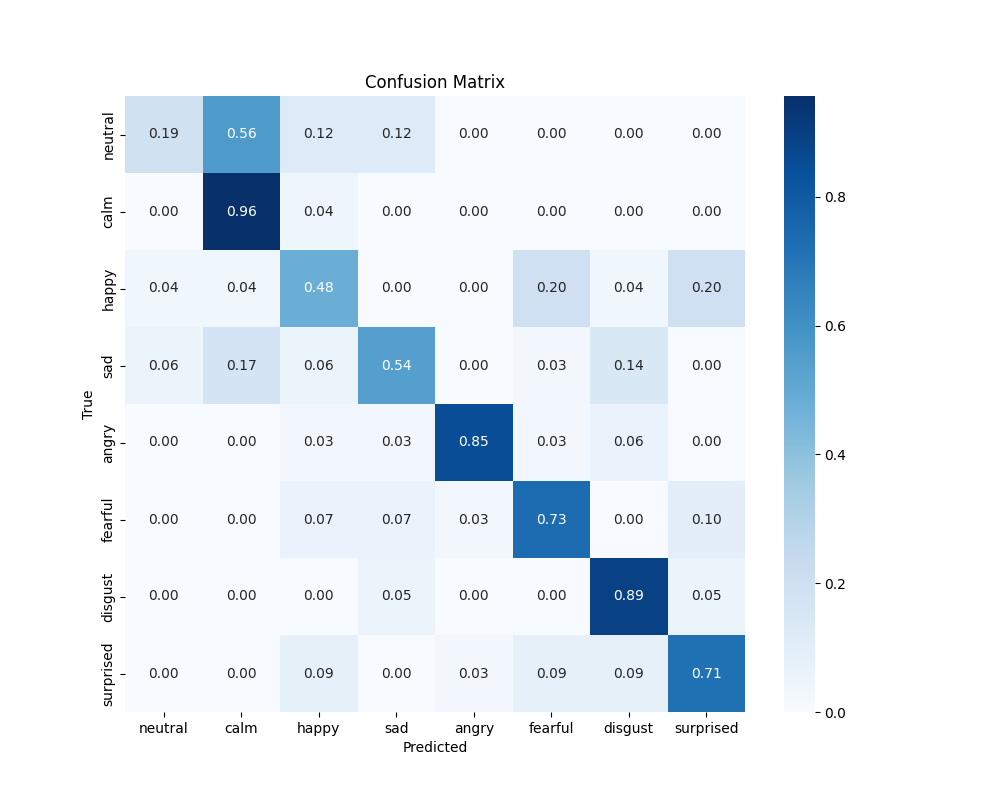 Confusion Matrix
neutral 0.19 0.56 0.12 0.12 0.00 0.00 0.00 0.00
calm 0.00 0.96 0.04 0.00 0.00 0.00 0.00 0.00
happy 0.04 0.04 0.48 0.00 0.00 0.20 0.04 0.20
sad 0.06 0.17 0.06 0.54 0.00 0.03 0.14 0.00
angry 0.00 0.00 0.03 0.03 0.85 0.03 0.06 0.00
fearful 0.00 0.00 0.07 0.07 0.03 0.73 0.00 0.10
disgust 0.00 0.00 0.00 0.05 0.00 0.00 0.89 0.05
surprised 0.00 0.00 0.09 0.00 0.03 0.09 0.09 0.71
neutral calm happy sad angry fearful disgust surprised
Predicted
True
0.8
0.6
0.4
0.2
0.0